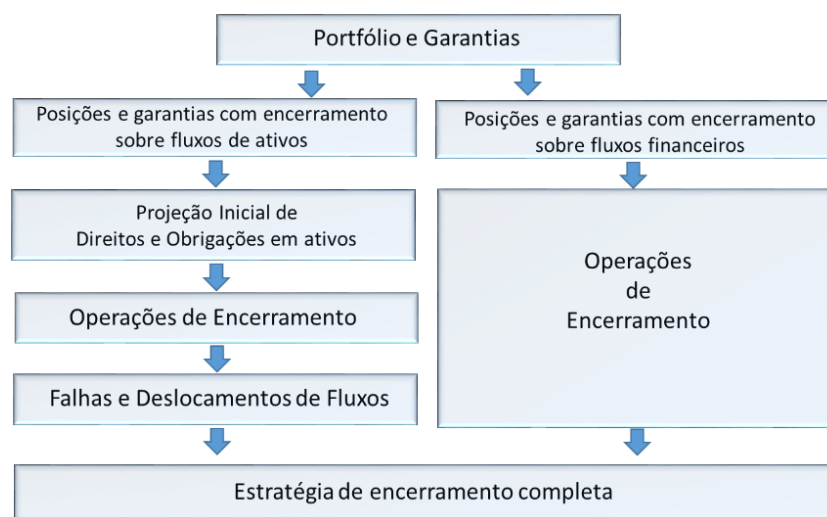 Portfólio e Garantias
Posições e garantias com encerramento
sobre fluxos de ativos
Posições e garantias com encerramento
sobre fluxos financeiros
Projeção Inicial de
Direitos e Obrigações em ativos
Operações de Encerramento
Falhas e Deslocamentos de Fluxos
Operações
de
Encerramento
Estratégia de encerramento completa